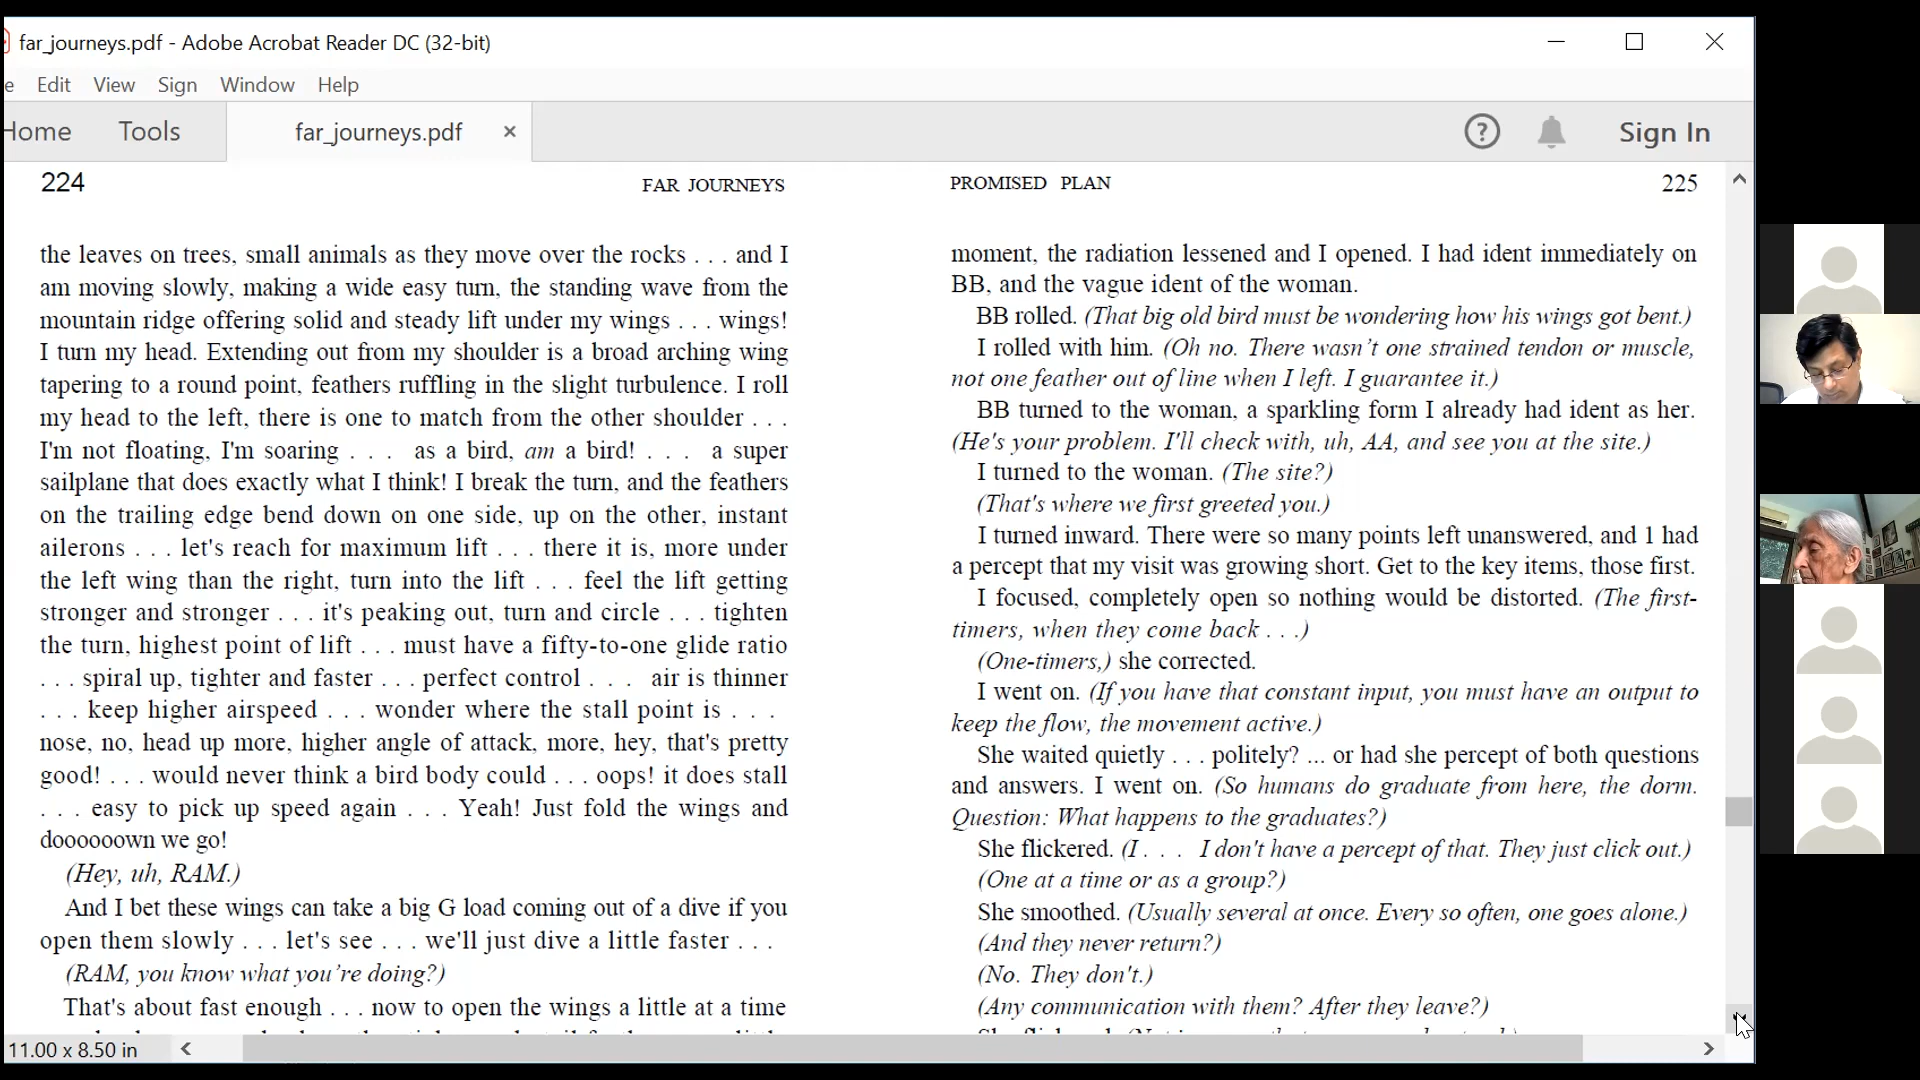 far_journeys.pdf - Adobe Acrobat Reader DC (32-bit)
e Edit View Sign Window Help
Home Tools far_journeys.pdf × ? Sign In
224 FAR JOURNEYS
the leaves on trees, small animals as they move over the rocks . . . and I
am moving slowly, making a wide easy turn, the standing wave from the
mountain ridge offering solid and steady lift under my wings . . . wings!
I turn my head. Extending out from my shoulder is a broad arching wing
tapering to a round point, feathers ruffling in the slight turbulence. I roll
my head to the left, there is one to match from the other shoulder . . .
I'm not floating, I'm soaring . . . as a bird, am a bird! . . . a super
sailplane that does exactly what I think! I break the turn, and the feathers
on the trailing edge bend down on one side, up on the other, instant
ailerons . . . let's reach for maximum lift . . . there it is, more under
the left wing than the right, turn into the lift . . . feel the lift getting
stronger and stronger . . . it's peaking out, turn and circle . . . tighten
the turn, highest point of lift . . . must have a fifty-to-one glide ratio
. . . spiral up, tighter and faster . . . perfect control . . . air is thinner
. . . keep higher airspeed . . . wonder where the stall point is . . .
nose, no, head up more, higher angle of attack, more, hey, that's pretty
good! . . . would never think a bird body could . . . oops! it does stall
. . . easy to pick up speed again . . . Yeah! Just fold the wings and
doooooown we go!
(Hey, uh, RAM.)
And I bet these wings can take a big G load coming out of a dive if you
open them slowly . . . let's see . . . we'll just dive a little faster . . .
(RAM, you know what you're doing?)
That's about fast enough . . . now to open the wings a little at a time
PROMISED PLAN 225
moment, the radiation lessened and I opened. I had ident immediately on
BB, and the vague ident of the woman.
BB rolled. (That big old bird must be wondering how his wings got bent.)
I rolled with him. (Oh no. There wasn't one strained tendon or muscle,
not one feather out of line when I left. I guarantee it.)
BB turned to the woman, a sparkling form I already had ident as her.
(He's your problem. I'll check with, uh, AA, and see you at the site.)
I turned to the woman. (The site?)
(That's where we first greeted you.)
I turned inward. There were so many points left unanswered, and 1 had
a percept that my visit was growing short. Get to the key items, those first.
I focused, completely open so nothing would be distorted. (The first-
timers, when they come back . . .)
(One-timers,) she corrected.
I went on. (If you have that constant input, you must have an output to
keep the flow, the movement active.)
She waited quietly . . . politely? ... or had she percept of both questions
and answers. I went on. (So humans do graduate from here, the dorm.
Question: What happens to the graduates?)
She flickered. (I . . . I don't have a percept of that. They just click out.)
(One at a time or as a group?)
She smoothed. (Usually several at once. Every so often, one goes alone.)
(And they never return?)
(No. They don't.)
(Any communication with them? After they leave?)
11.00 x 8.50 in